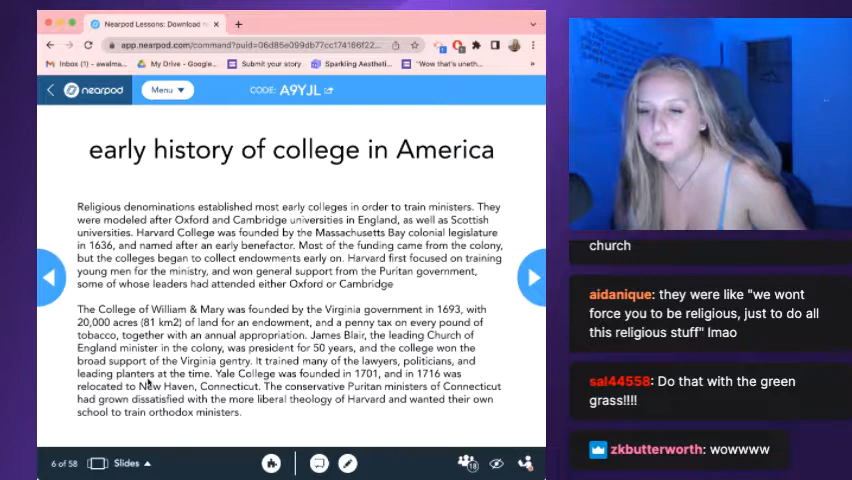 Nearpod Lessons: Download r
app.nearpod.com/command?puid=06d85e099db77cc174166f22...
Inbox (1) - awalma...
My Drive - Google...
Submit your story
Sparkling Aesthetic...
"Wow that's uneth...
nearpod
Menu
CODE: A9YJL
early history of college in America
Religious denominations established most early colleges in order to train ministers. They
were modeled after Oxford and Cambridge universities in England, as well as Scottish
universities. Harvard College was founded by the Massachusetts Bay colonial legislature
in 1636, and named after an early benefactor. Most of the funding came from the colony,
but the colleges began to collect endowments early on. Harvard first focused on training
young men for the ministry, and won general support from the Puritan government,
some of whose leaders had attended either Oxford or Cambridge
The College of William & Mary was founded by the Virginia government in 1693, with
20,000 acres (81 km2) of land for an endowment, and a penny tax on every pound of
tobacco, together with an annual appropriation. James Blair, the leading Church of
England minister in the colony, was president for 50 years, and the college won the
broad support of the Virginia gentry. It trained many of the lawyers, politicians, and
leading planters at the time. Yale College was founded in 1701, and in 1716 was
relocated to New Haven, Connecticut. The conservative Puritan ministers of Connecticut
had grown dissatisfied with the more liberal theology of Harvard and wanted their own
school to train orthodox ministers.
6 of 58
Slides
18
church
aidanique: they were like "we wont
force you to be religious, just to do all
this religious stuff" lmao
sal44558: Do that with the green
grass!!!!
zkbutterworth: wowwww